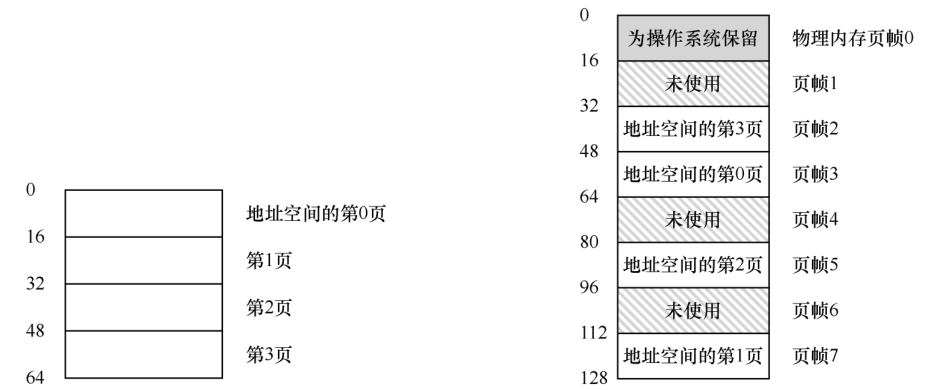 0
地址空间的第0页
16
第1页
32
第2页
48
第3页
64
0
为操作系统保留 物理内存页帧0
16
未使用 页帧1
32
地址空间的第3页 页帧2
48
地址空间的第0页 页帧3
64
未使用 页帧4
80
地址空间的第2页 页帧5
96
未使用 页帧6
112
地址空间的第1页 页帧7
128